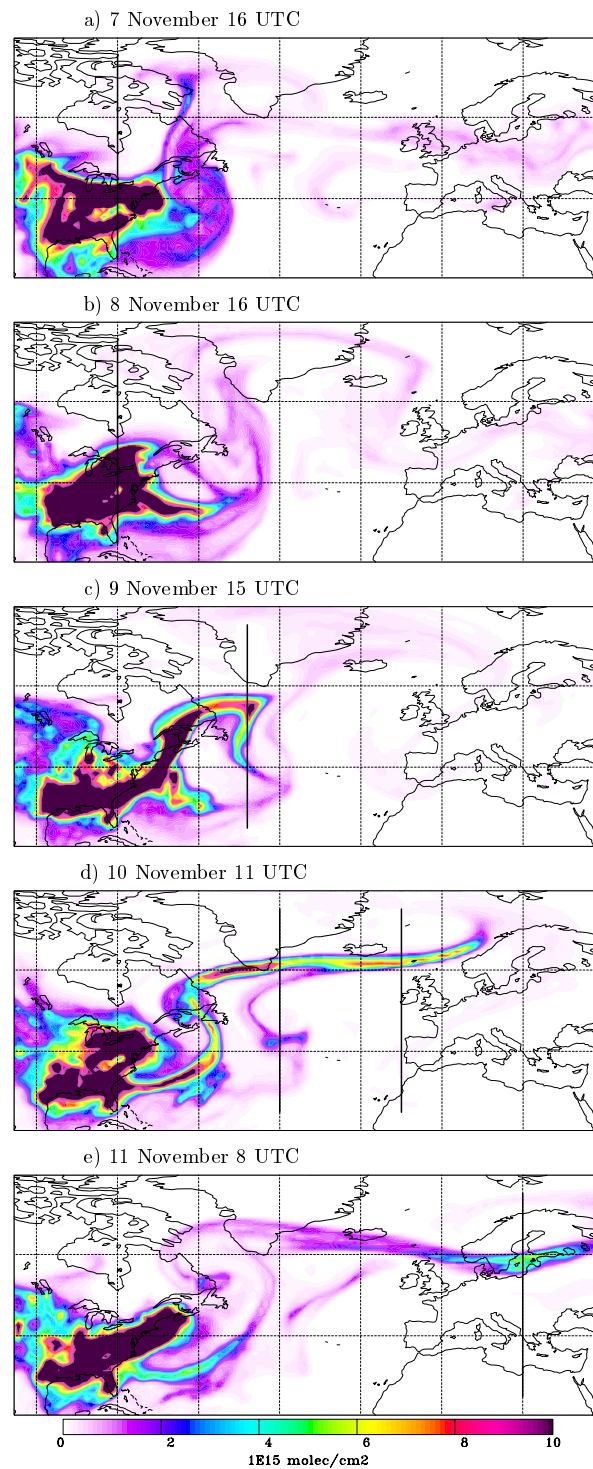 a) 7 November 16 UTC
b) 8 November 16 UTC
c) 9 November 15 UTC
d) 10 November 11 UTC
e) 11 November 8 UTC
0 2 4 6 8 10
1E15 molec/cm2